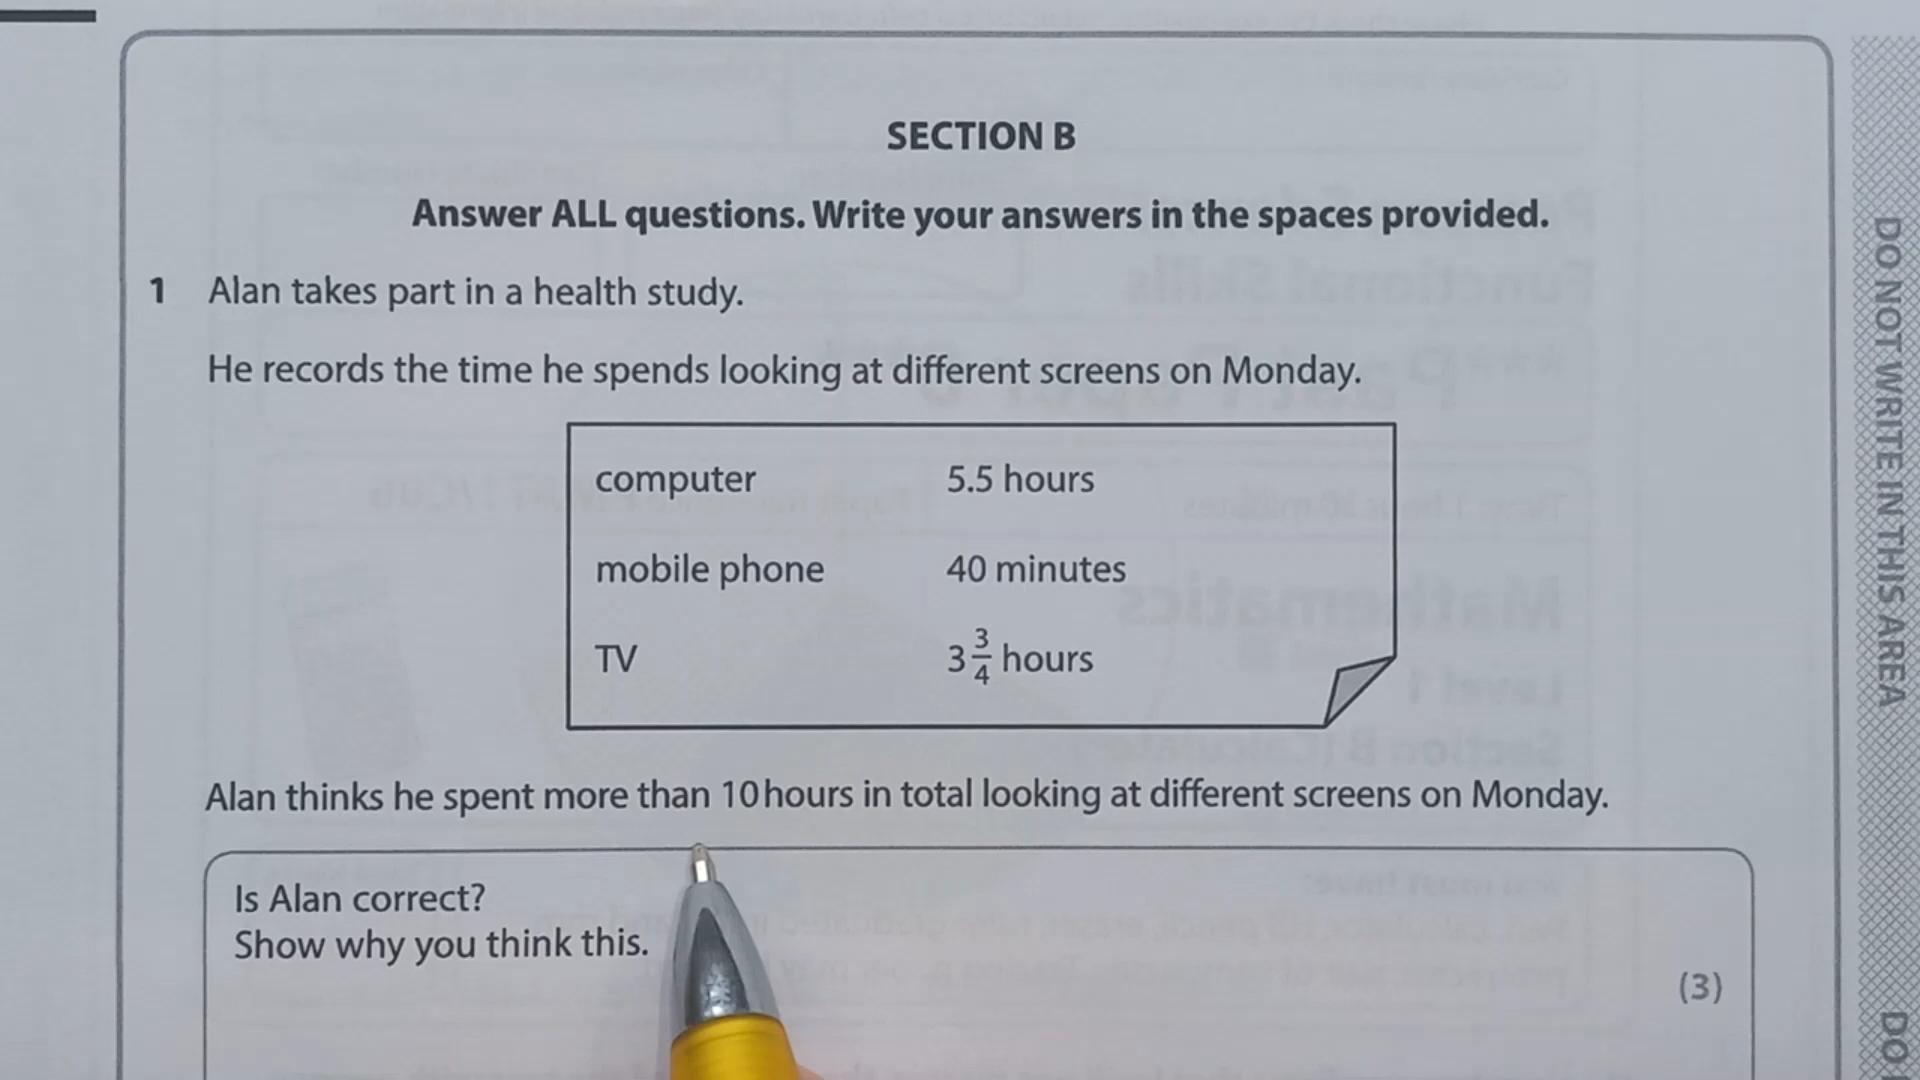 SECTION B
Answer ALL questions. Write your answers in the spaces provided.
1 Alan takes part in a health study.
He records the time he spends looking at different screens on Monday.
computer 5.5 hours
mobile phone 40 minutes
TV 3 3/4 hours
Alan thinks he spent more than 10 hours in total looking at different screens on Monday.
Is Alan correct?
Show why you think this.
(3)
DO NOT WRITE IN THIS AREA
DO